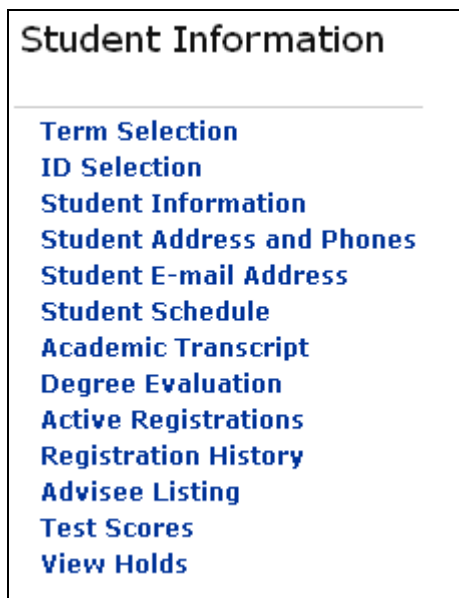 Student Information
Term Selection
ID Selection
Student Information
Student Address and Phones
Student E-mail Address
Student Schedule
Academic Transcript
Degree Evaluation
Active Registrations
Registration History
Advisee Listing
Test Scores
View Holds